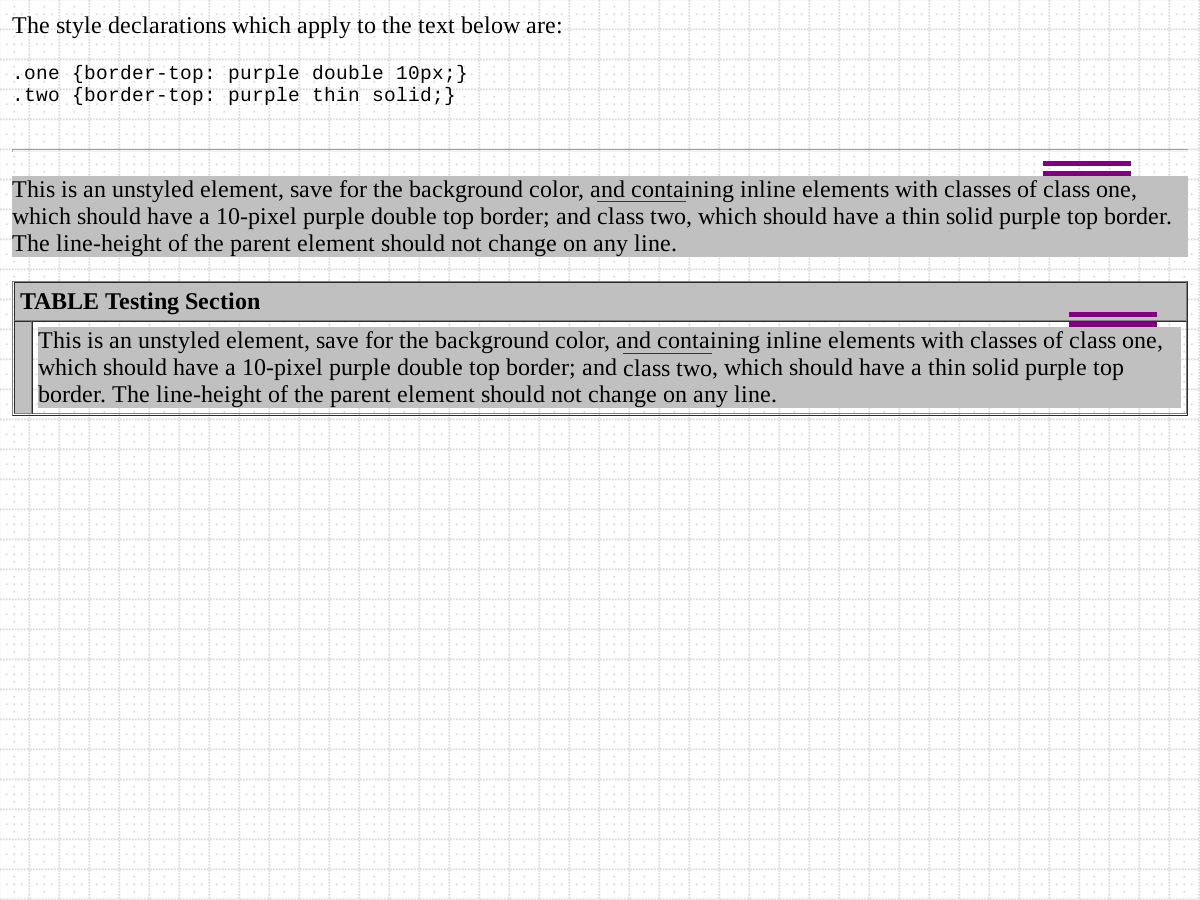 The style declarations which apply to the text below are:
.one {border-top: purple double 10px;}
.two {border-top: purple thin solid;}
This is an unstyled element, save for the background color, and containing inline elements with classes of class one,
which should have a 10-pixel purple double top border; and class two, which should have a thin solid purple top border.
The line-height of the parent element should not change on any line.
TABLE Testing Section
This is an unstyled element, save for the background color, and containing inline elements with classes of class one,
which should have a 10-pixel purple double top border; and class two, which should have a thin solid purple top
border. The line-height of the parent element should not change on any line.